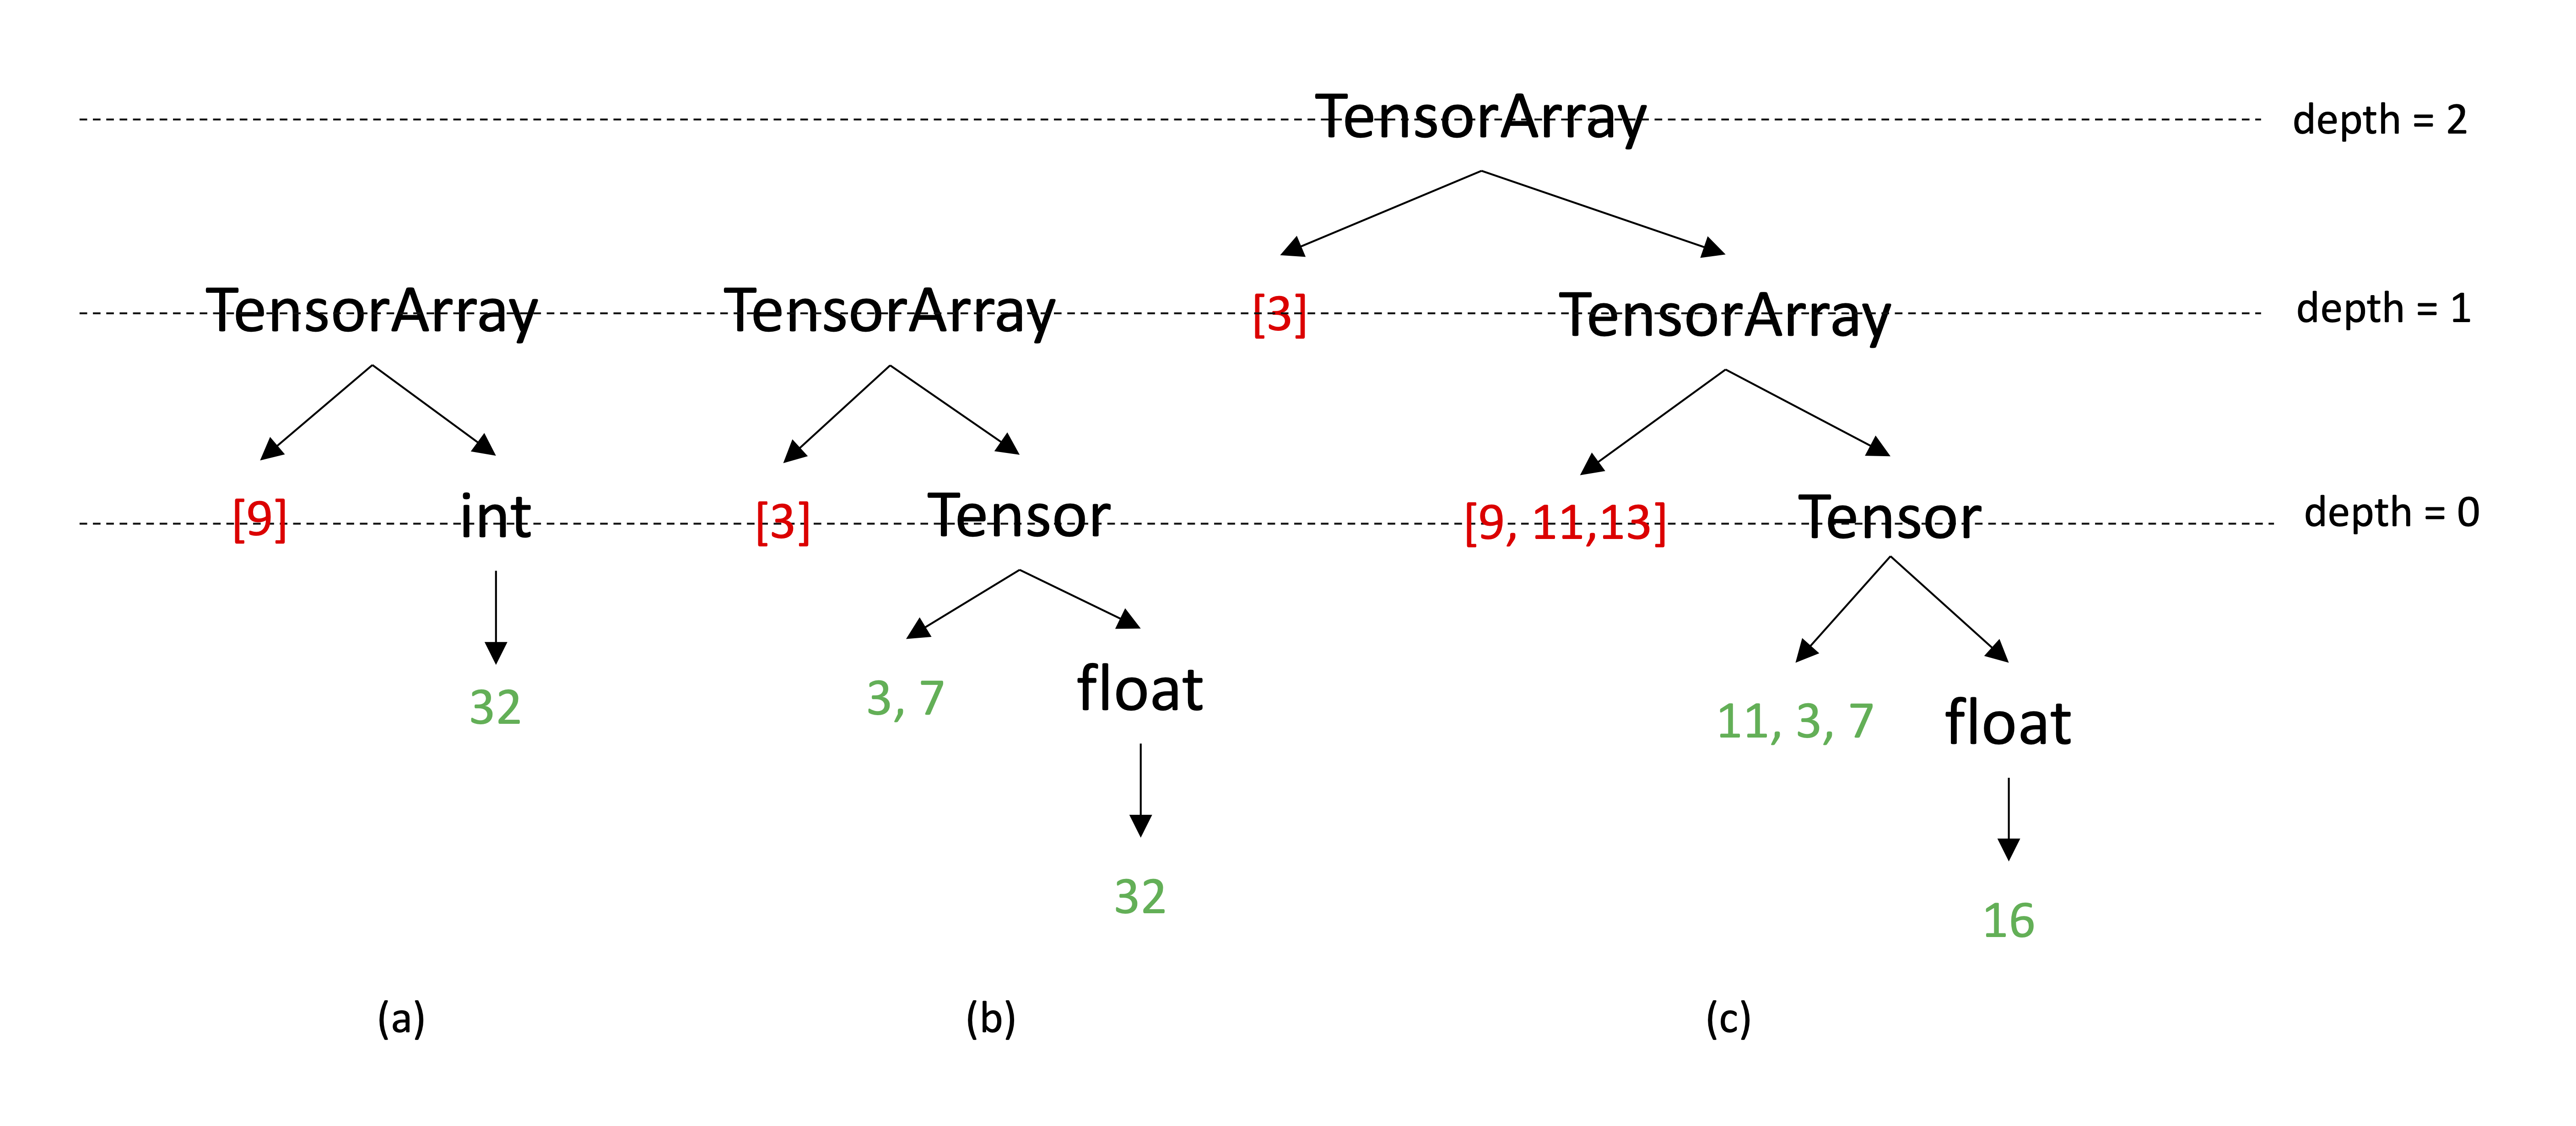 TensorArray
depth = 2
TensorArray
TensorArray
[3]
TensorArray
depth = 1
[9]
int
[3]
Tensor
[9, 11,13]
Tensor
depth = 0
32
3, 7
float
11, 3, 7
float
32
16
(a)
(b)
(c)